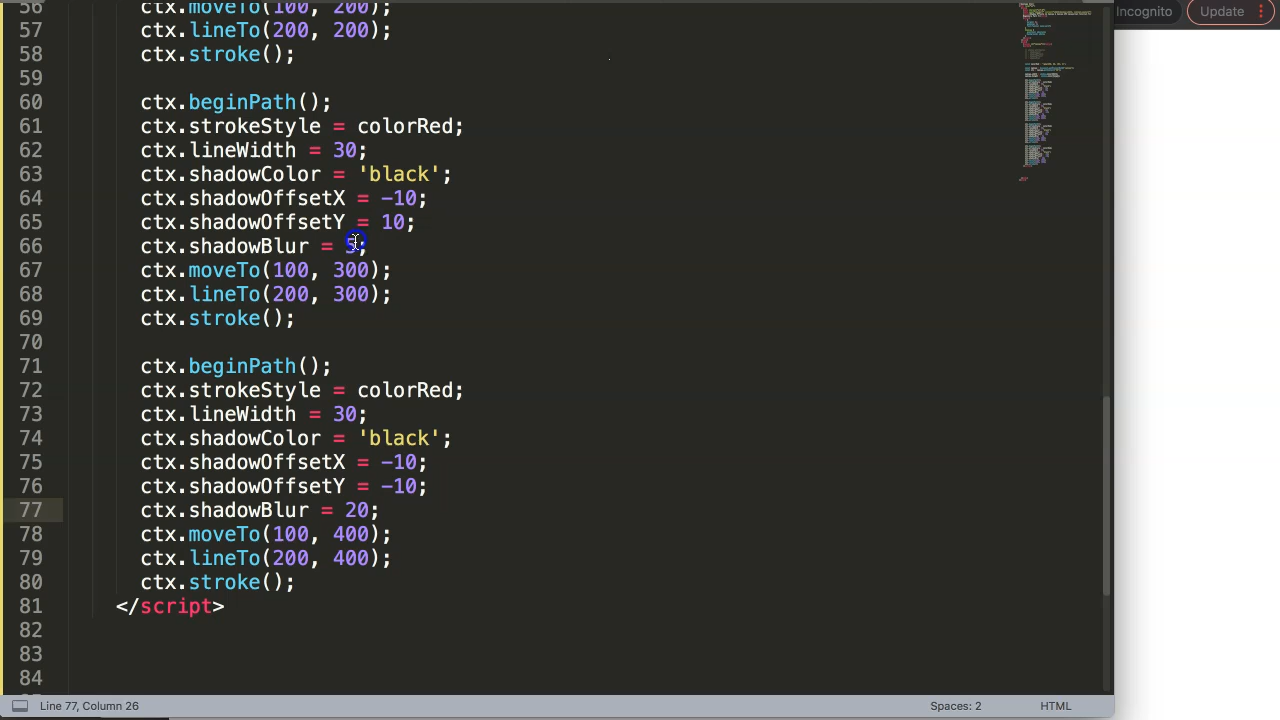 Incognito
Update
56 ctx.moveTo(100, 200);
57 ctx.lineTo(200, 200);
58 ctx.stroke();
59
60 ctx.beginPath();
61 ctx.strokeStyle = colorRed;
62 ctx.lineWidth = 30;
63 ctx.shadowColor = 'black';
64 ctx.shadowOffsetX = -10;
65 ctx.shadowOffsetY = 10;
66 ctx.shadowBlur = 5;
67 ctx.moveTo(100, 300);
68 ctx.lineTo(200, 300);
69 ctx.stroke();
70
71 ctx.beginPath();
72 ctx.strokeStyle = colorRed;
73 ctx.lineWidth = 30;
74 ctx.shadowColor = 'black';
75 ctx.shadowOffsetX = -10;
76 ctx.shadowOffsetY = -10;
77 ctx.shadowBlur = 20;
78 ctx.moveTo(100, 400);
79 ctx.lineTo(200, 400);
80 ctx.stroke();
81 </script>
82
83
84
Line 77, Column 26
Spaces: 2
HTML